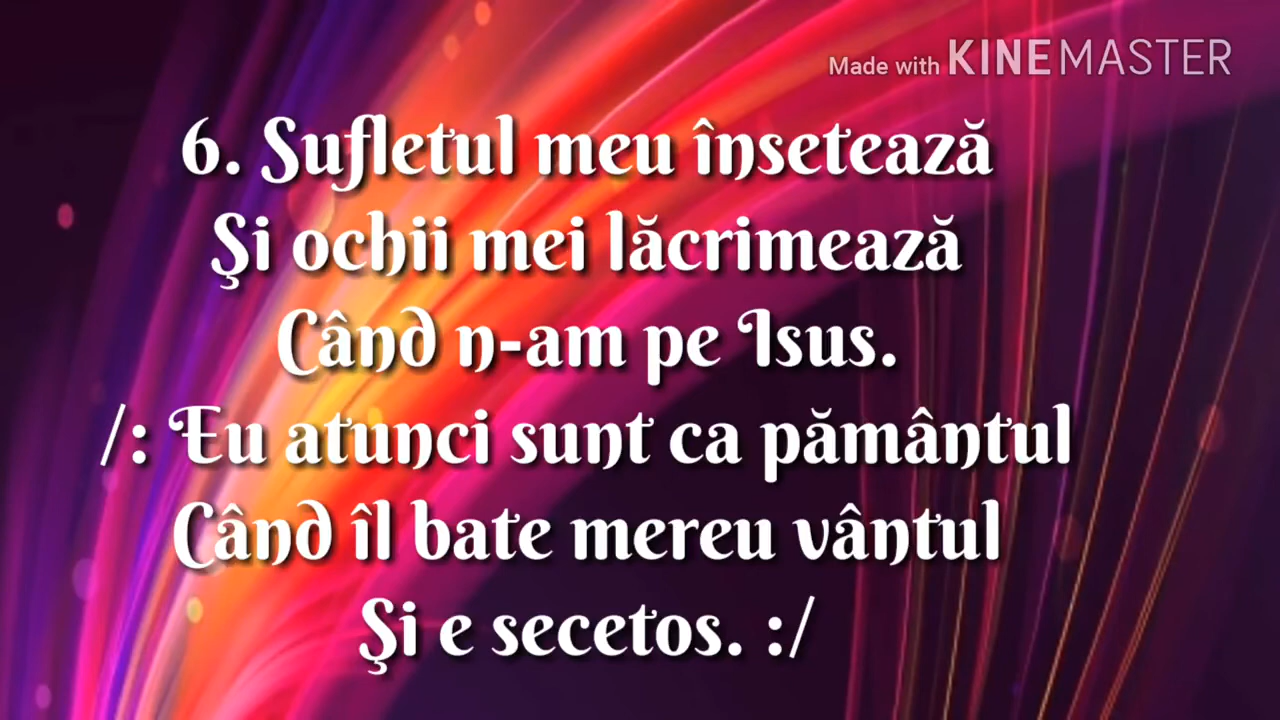 Made with KINEMASTER
6. Sufletul meu însetează
Şi ochii mei lăcrimează
Când n-am pe Isus.
/: Eu atunci sunt ca pământul
Când îl bate mereu vântul
Şi e secetos. :/